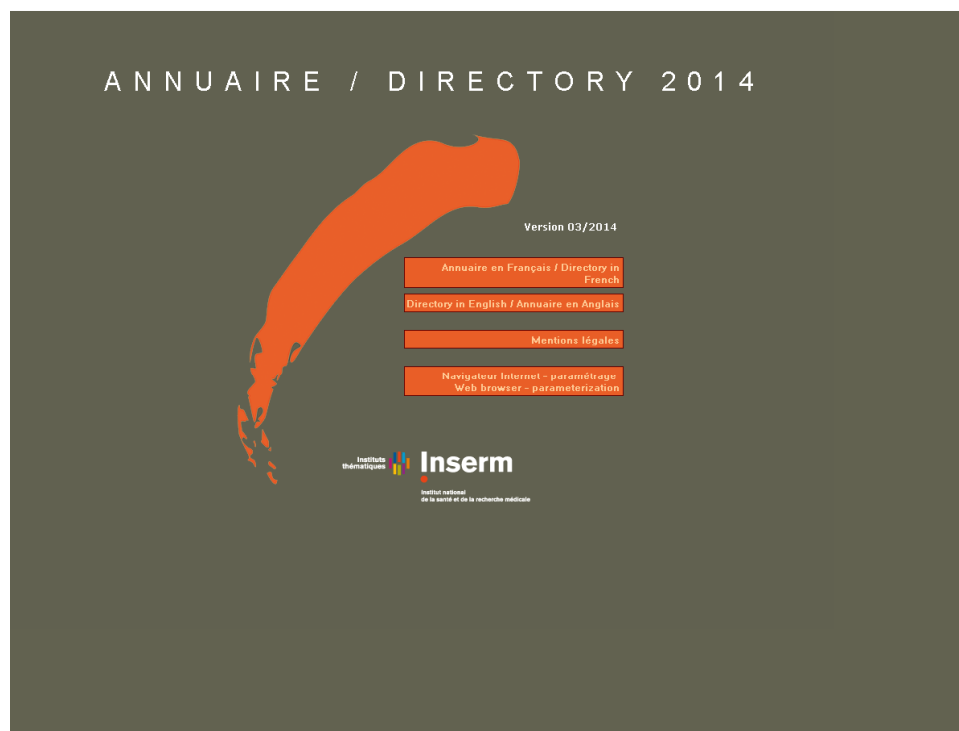 ANNUAIRE / DIRECTORY 2014
Version 03/2014
Annuaire en Français / Directory in
French
Directory in English / Annuaire en Anglais
Mentions légales
Navigateur Internet - paramétrage
Web browser - parameterization
Instituts
thématiques
Inserm
Institut national
de la santé et de la recherche médicale